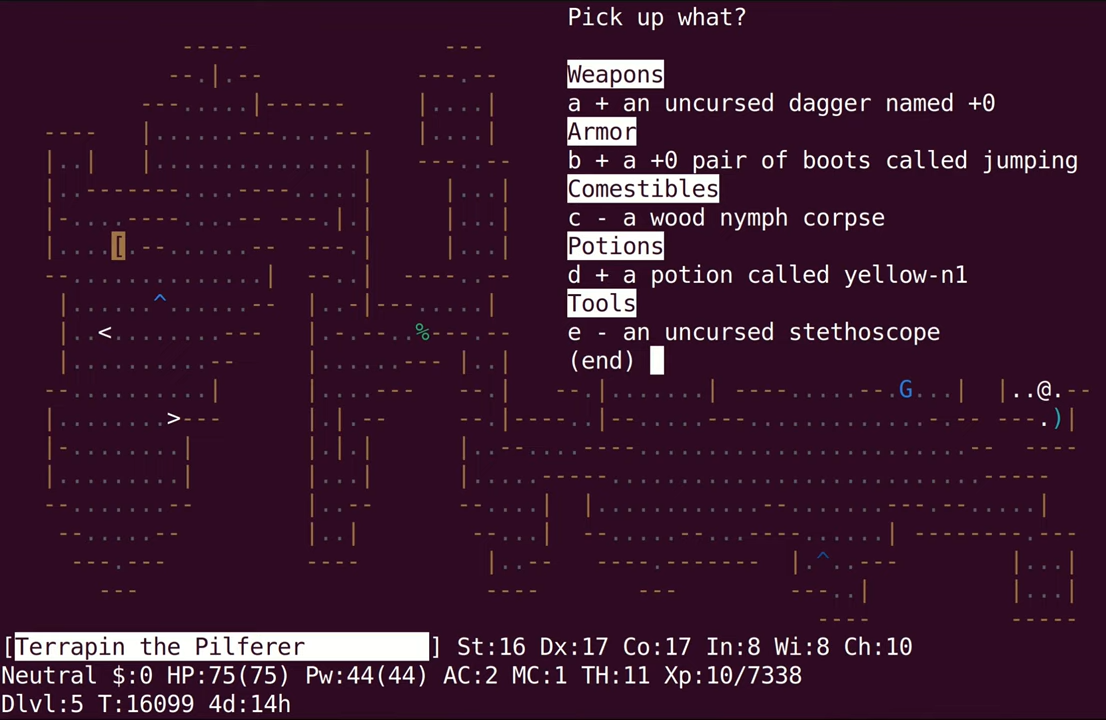 Pick up what?
Weapons
a + an uncursed dagger named +0
Armor
b + a +0 pair of boots called jumping
Comestibles
c - a wood nymph corpse
Potions
d + a potion called yellow-n1
Tools
e - an uncursed stethoscope
(end)
[Terrapin the Pilferer ] St:16 Dx:17 Co:17 In:8 Wi:8 Ch:10
Neutral $:0 HP:75(75) Pw:44(44) AC:2 MC:1 TH:11 Xp:10/7338
Dlvl:5 T:16099 4d:14h